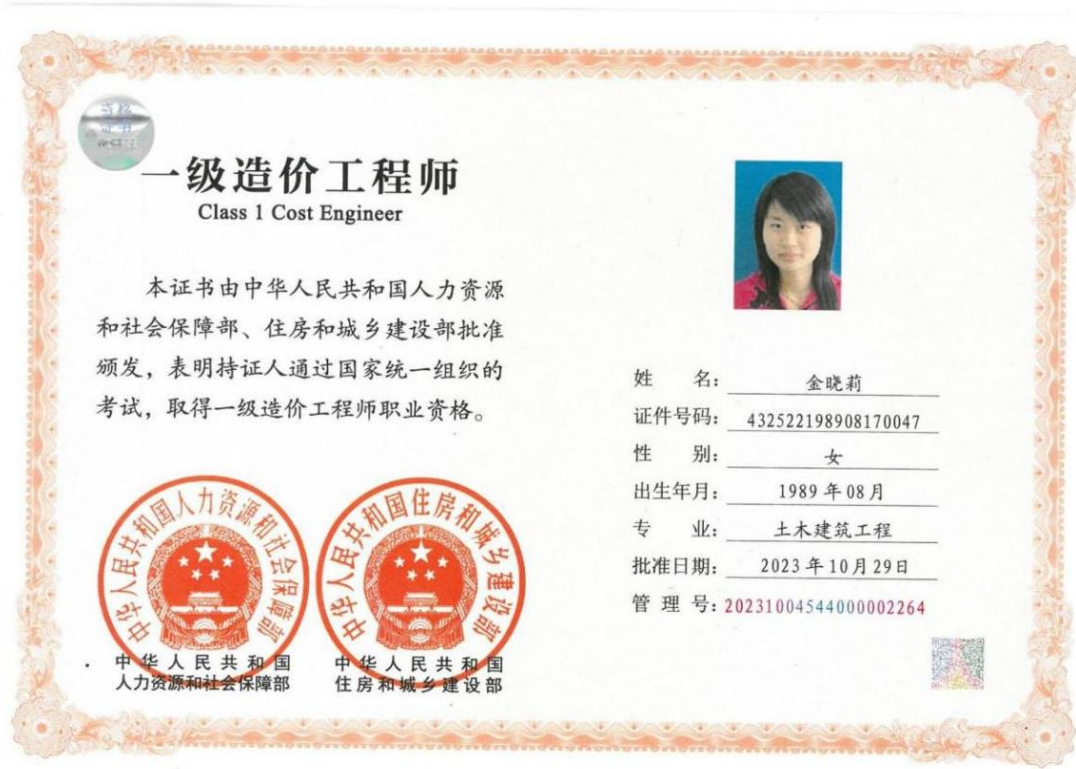 一级造价工程师
Class 1 Cost Engineer
本证书由中华人民共和国人力资源
和社会保障部、住房和城乡建设部批准
颁发，表明持证人通过国家统一组织的
考试，取得一级造价工程师职业资格。
中华人民共和国人力资源和社会保障部
中华人民共和国
人力资源和社会保障部
中华人民共和国住房和城乡建设部
中华人民共和国
住房和城乡建设部
姓 名：金晓莉
证件号码：432522198908170047
性 别：女
出生年月：1989年08月
专 业：土木建筑工程
批准日期：2023年10月29日
管 理 号：20231004544000002264